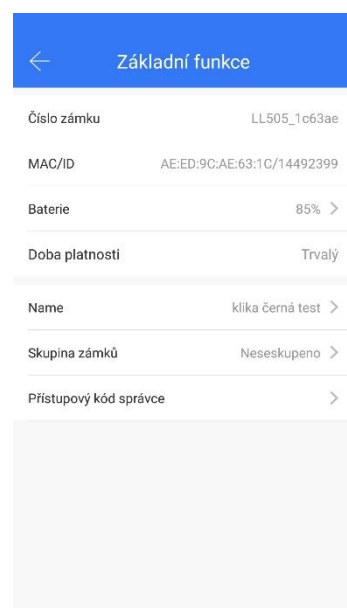 Základní funkce
Číslo zámku LL505_1c63ae
MAC/ID AE:ED:9C:AE:63:1C/14492399
Baterie 85%
Doba platnosti Trvalý
Name klika černá test
Skupina zámků Neseskupeno
Přístupový kód správce